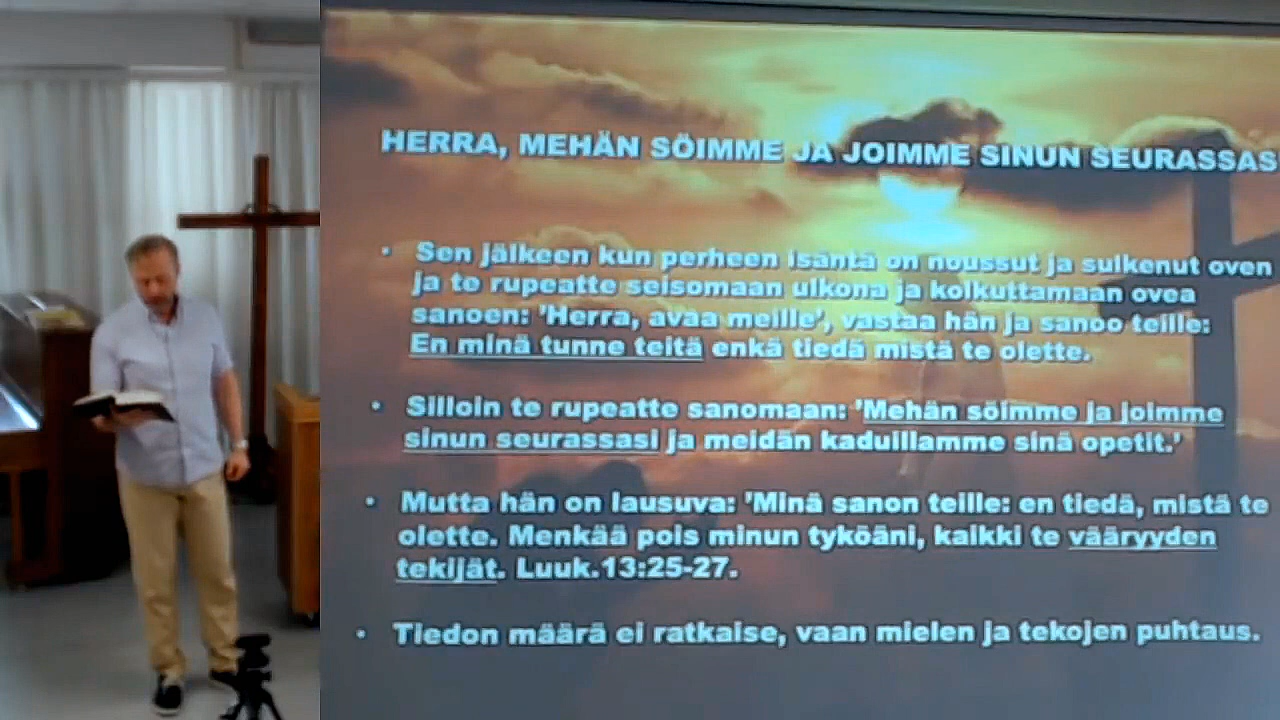 HERRA, MEHÄN SÖIMME JA JOIMME SINUN SEURASSAS
• Sen jälkeen kun perheen isäntä on noussut ja sulkenut oven
ja te rupeatte seisomaan ulkona ja kolkuttamaan ovea
sanoen: 'Herra, avaa meille', vastaa hän ja sanoo teille:
En minä tunne teitä enkä tiedä mistä te olette.
• Silloin te rupeatte sanomaan: 'Mehän söimme ja joimme
sinun seurassasi ja meidän kaduillamme sinä opetit.'
• Mutta hän on lausuva: 'Minä sanon teille: en tiedä, mistä te
olette. Menkää pois minun tyköäni, kaikki te vääryyden
tekijät. Luuk.13:25-27.
• Tiedon määrä ei ratkaise, vaan mielen ja tekojen puhtaus.